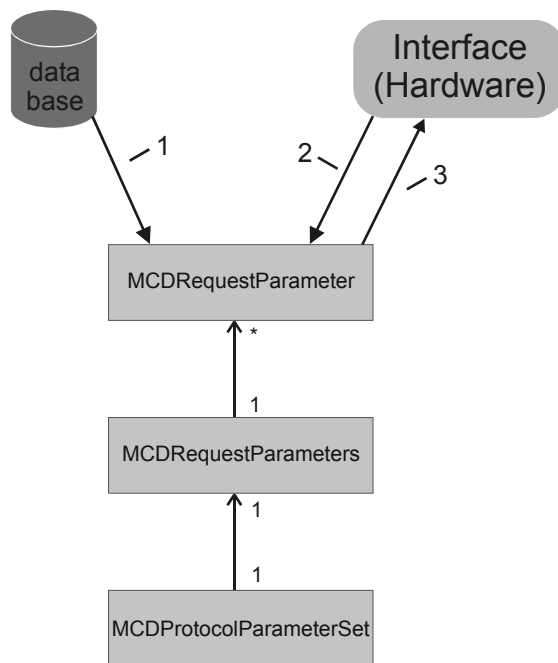 data
base
Interface
(Hardware)
1
2
3
MCDRequestParameter
*
1
MCDRequestParameters
1
1
MCDProtocolParameterSet